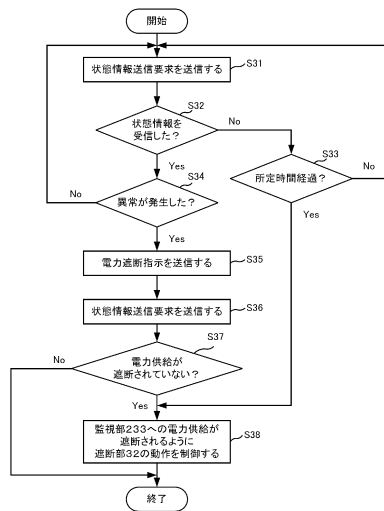 開始
状態情報送信要求を送信する
S31
状態情報を
受信した？
S32
No
Yes
S33
所定時間経過？
No
Yes
S34
異常が発生した？
No
Yes
電力遮断指示を送信する
S35
状態情報送信要求を送信する
S36
S37
電力供給が
遮断されていない？
No
Yes
監視部233への電力供給が
遮断されるように
遮断部32の動作を制御する
S38
終了